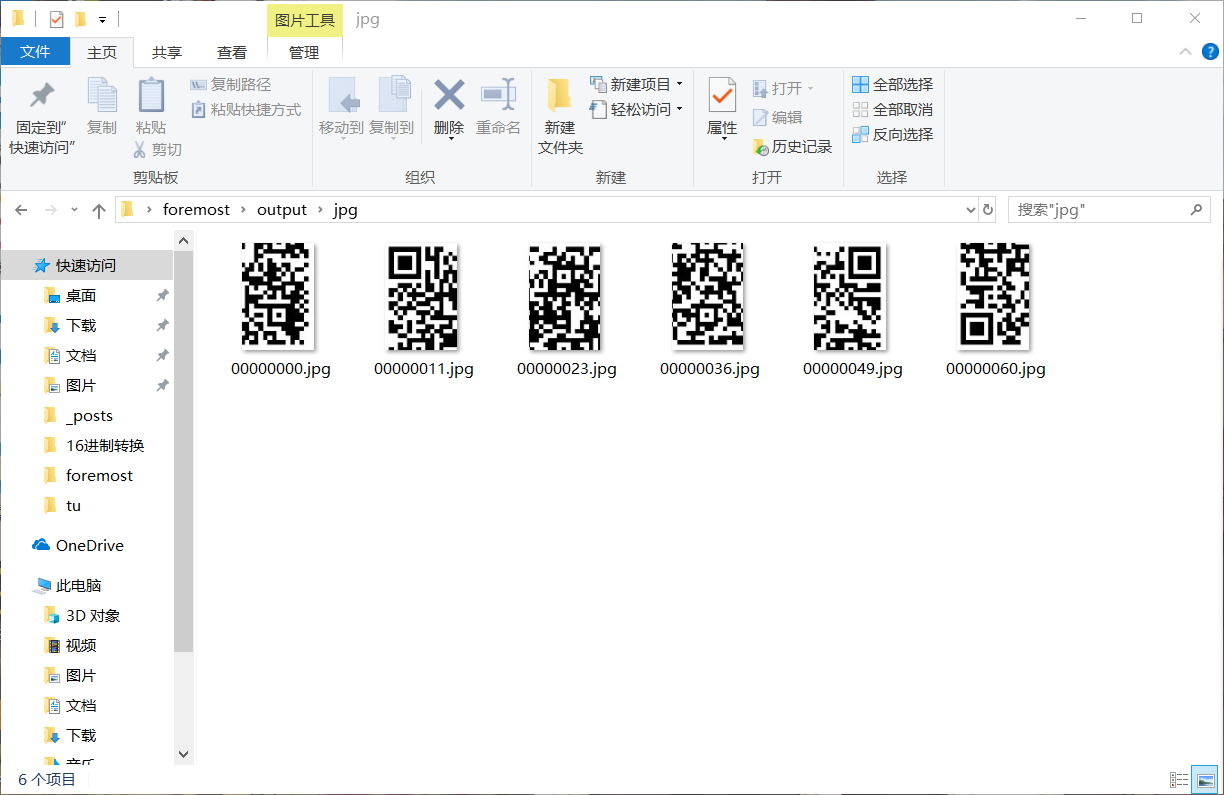 图片工具 jpg
文件 主页 共享 查看 管理
固定到"快速访问"
复制
粘贴
剪切
复制路径
粘贴快捷方式
剪贴板
移动到
复制到
删除
重命名
组织
新建文件夹
新建项目
轻松访问
新建
属性
打开
编辑
历史记录
打开
全部选择
全部取消
反向选择
选择
foremost output jpg
搜索"jpg"
快速访问
桌面
下载
文档
图片
_posts
16进制转换
foremost
tu
OneDrive
此电脑
3D 对象
视频
图片
文档
下载
音乐
00000000.jpg 00000011.jpg 00000023.jpg 00000036.jpg 00000049.jpg 00000060.jpg
6 个项目